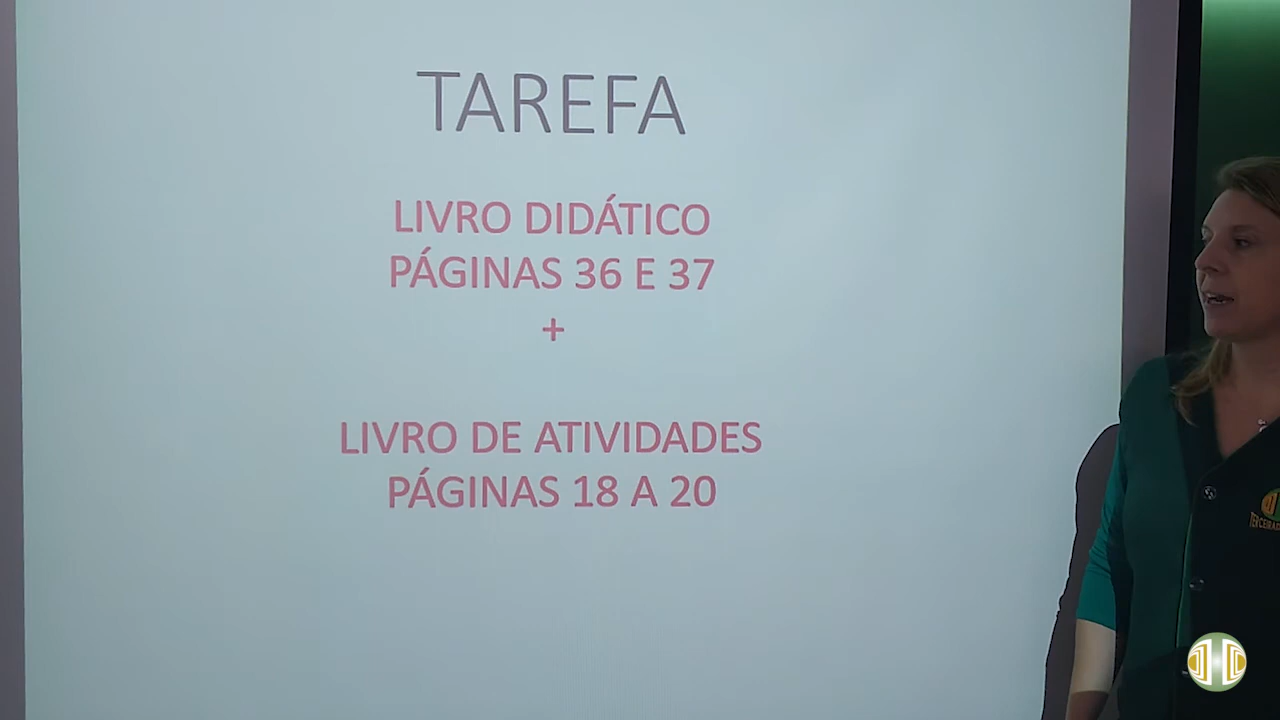 TAREFA
LIVRO DIDÁTICO
PÁGINAS 36 E 37
+
LIVRO DE ATIVIDADES
PÁGINAS 18 A 20